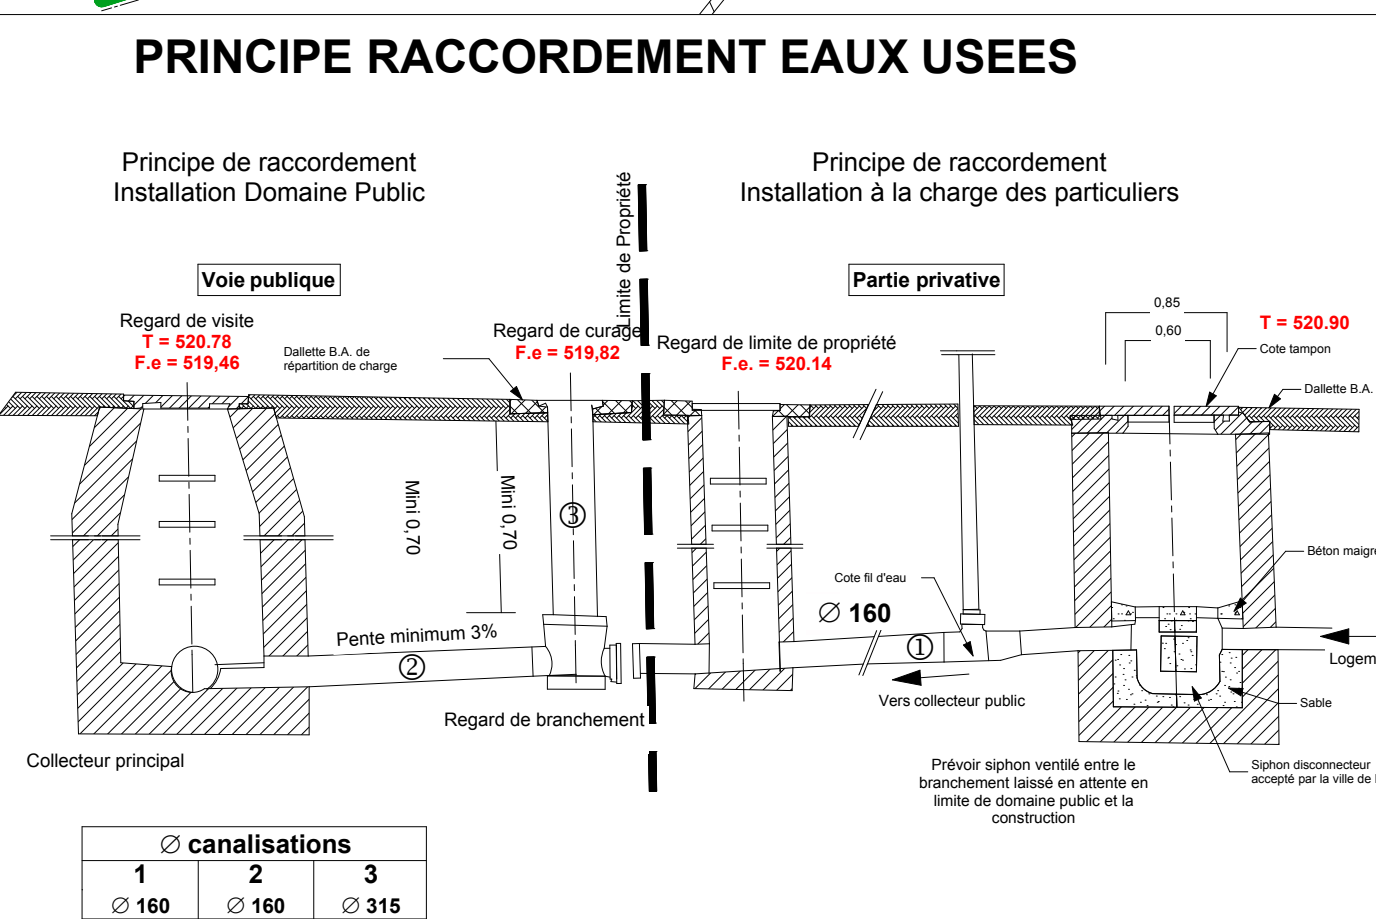 PRINCIPE RACCORDEMENT EAUX USEES
Principe de raccordement
Installation Domaine Public
Limite de Propriété
Principe de raccordement
Installation à la charge des particuliers
Voie publique
Partie privative
Regard de visite
T = 520.78
F.e = 519,46
Dallette B.A. de
répartition de charge
Regard de curage
F.e = 519,82
Regard de limite de propriété
F.e. = 520.14
0,85
0,60
T = 520.90
Cote tampon
Dallette B.A.
Mini 0,70
Mini 0,70
3
Cote fil d'eau
∅ 160
Béton maigre
Pente minimum 3%
2
1
Logem
Vers collecteur public
Sable
Regard de branchement
Collecteur principal
Prévoir siphon ventilé entre le
branchement laissé en attente en
limite de domaine public et la
construction
Siphon disconnecteur
accepté par la ville de
∅ canalisations
1 2 3
∅ 160 ∅ 160 ∅ 315